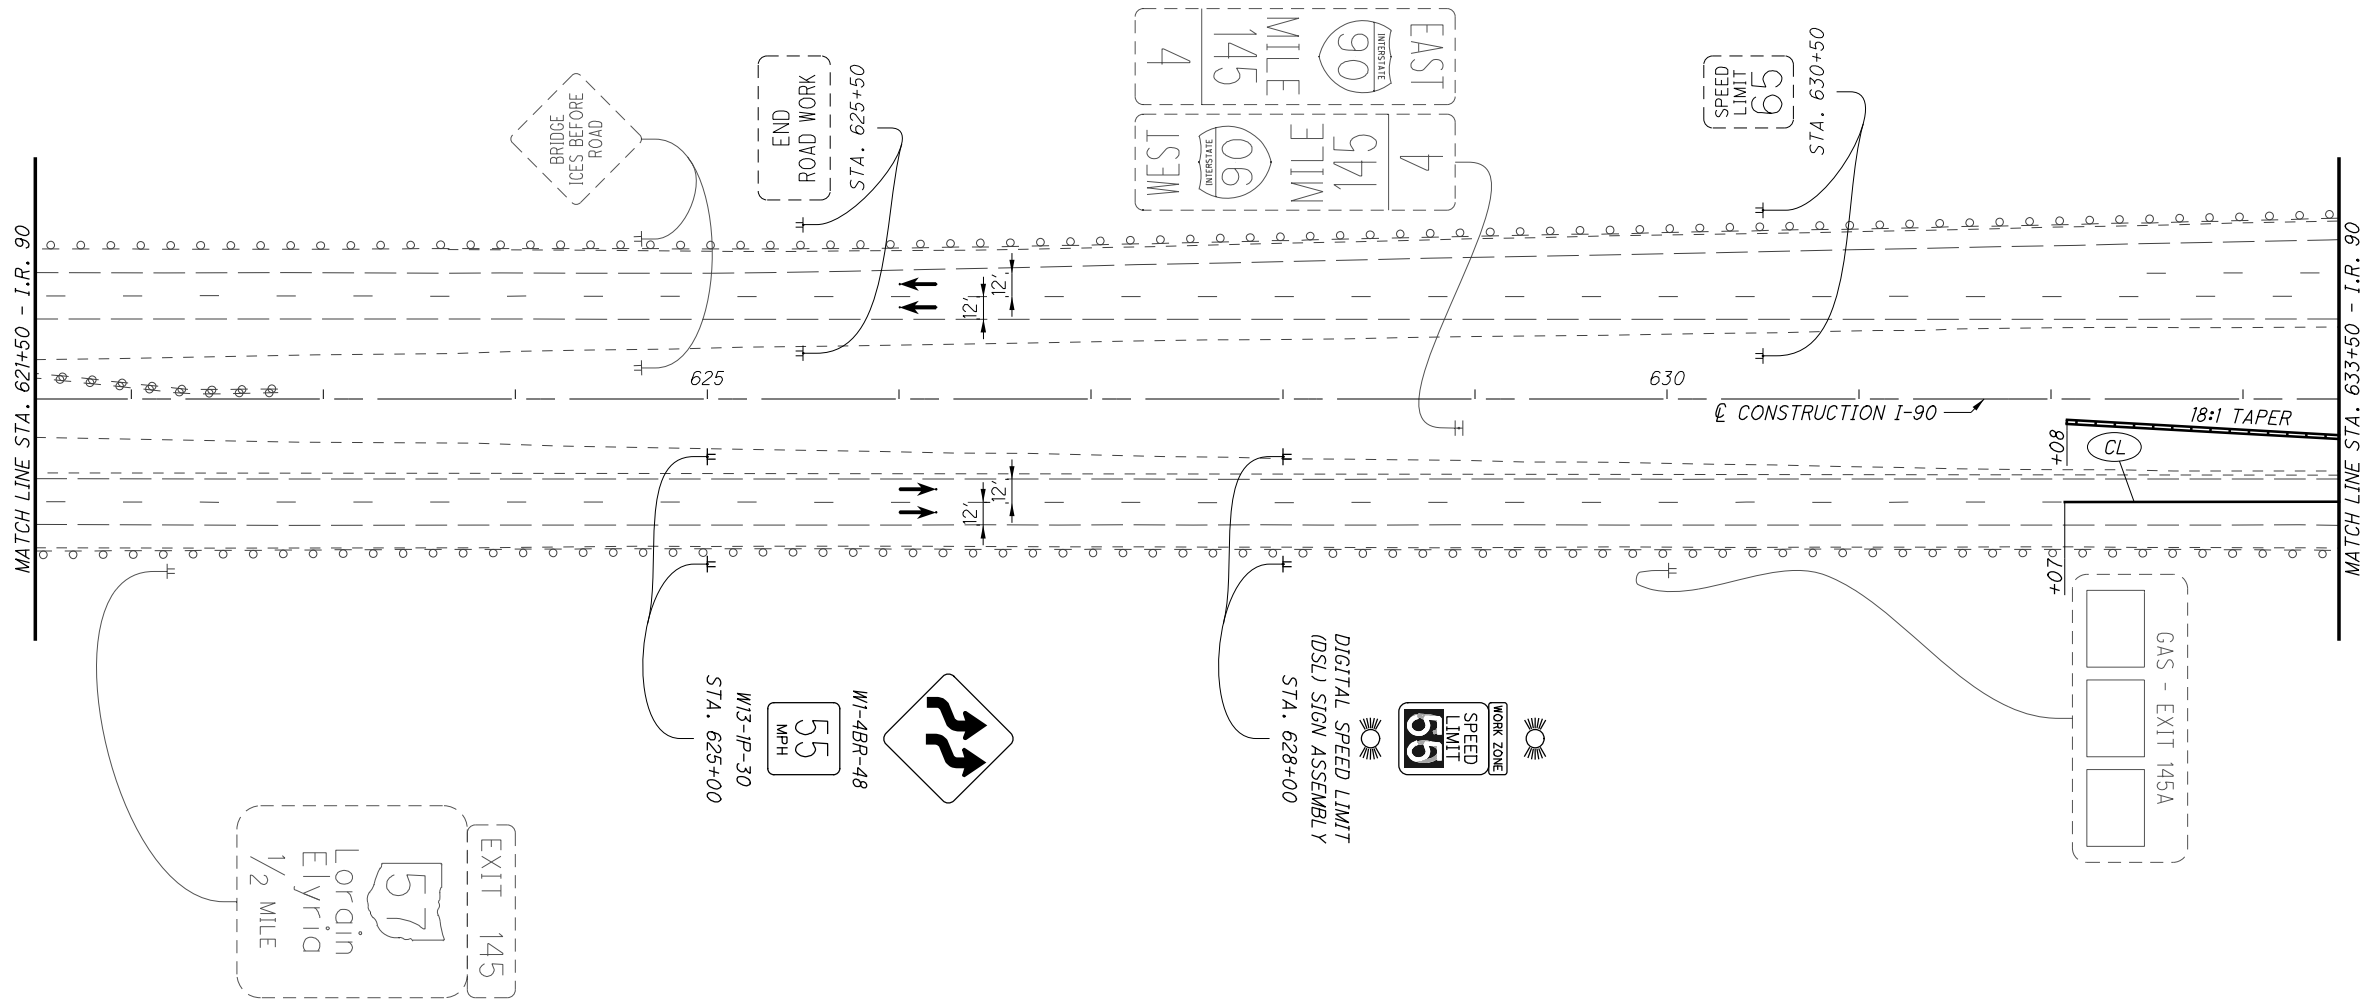 MATCH LINE STA. 621+50 - I.R. 90
BRIDGE
ICES BEFORE
ROAD
END
ROAD WORK
STA. 625+50
EAST
INTERSTATE
90
MILE
145
4
WEST
INTERSTATE
90
MILE
145
4
SPEED
LIMIT
65
STA. 630+50
12'
12'
625
630
℄ CONSTRUCTION I-90
18:1 TAPER
+08
CL
12'
12'
+07
EXIT 145
57
Lorain
Elyria
1/2 MILE
W1-4BR-48
55
MPH
W13-1P-30
STA. 625+00
WORK ZONE
SPEED
LIMIT
DIGITAL SPEED LIMIT
(DSL) SIGN ASSEMBLY
STA. 628+00
GAS - EXIT 145A
MATCH LINE STA. 633+50 - I.R. 90